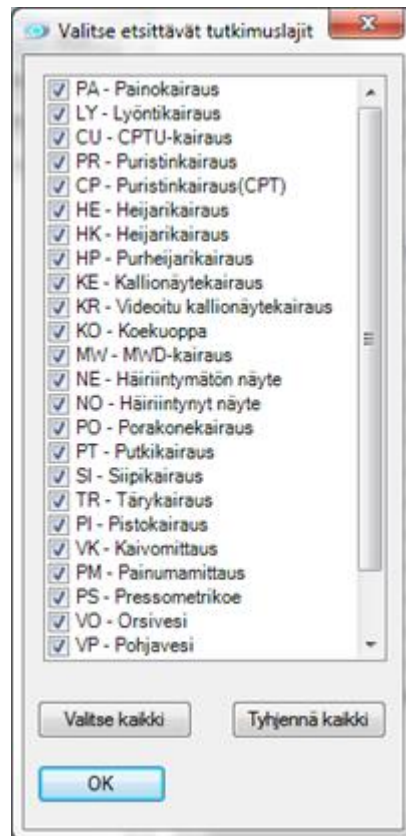 Valitse etsittävät tutkimuslajit
PA - Painokairaus
LY - Lyöntikairaus
CU - CPTU-kairaus
PR - Puristinkairaus
CP - Puristinkairaus(CPT)
HE - Heijarikairaus
HK - Heijarikairaus
HP - Purheijarikairaus
KE - Kallionäytekairaus
KR - Videoitu kallionäytekairaus
KO - Koekuoppa
MW - MWD-kairaus
NE - Häiriintymätön näyte
NO - Häiriintynyt näyte
PO - Porakonekairaus
PT - Putkikairaus
SI - Siipikairaus
TR - Tärykairaus
PI - Pistokairaus
VK - Kaivomittaus
PM - Painumamittaus
PS - Pressometrikoe
VO - Orsivesi
VP - Pohjavesi
Valitse kaikki
Tyhjennä kaikki
OK